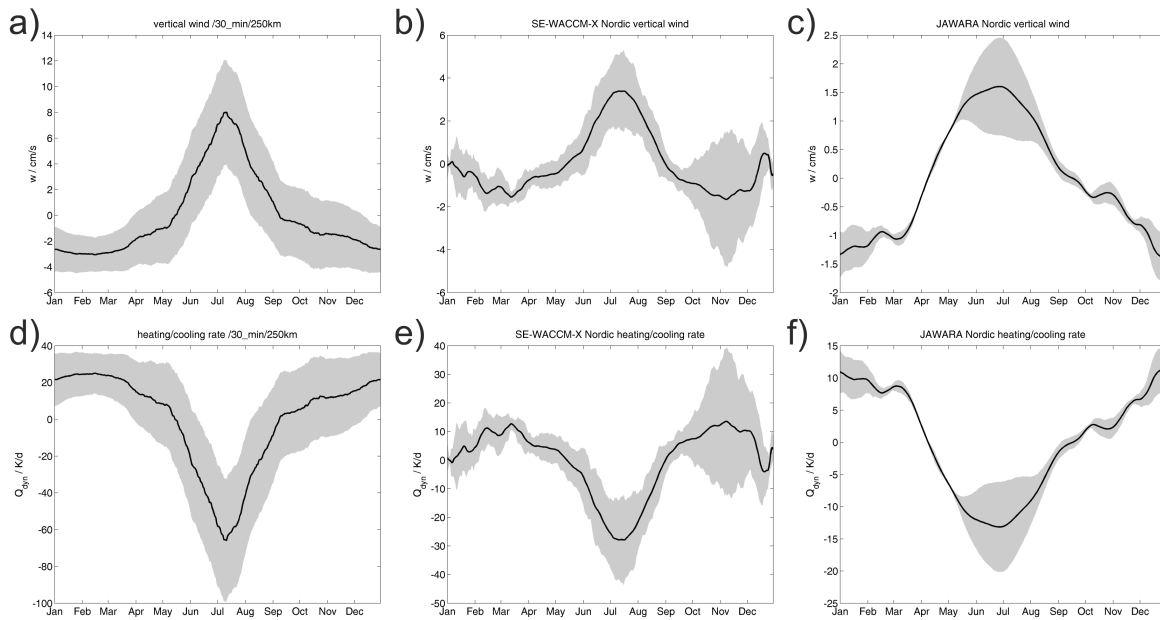 a)
vertical wind /30_min/250km
w / cm/s
14
12
10
8
6
4
2
0
-2
-4
-6
Jan Feb Mar Apr May Jun Jul Aug Sep Oct Nov Dec
b)
SE-WACCM-X Nordic vertical wind
w / cm/s
6
4
2
0
-2
-4
-6
Jan Feb Mar Apr May Jun Jul Aug Sep Oct Nov Dec
c)
JAWARA Nordic vertical wind
w / cm/s
2.5
2
1.5
1
0.5
0
-0.5
-1
-1.5
-2
Jan Feb Mar Apr May Jun Jul Aug Sep Oct Nov Dec
d)
heating/cooling rate /30_min/250km
Qdyn / K/d
40
20
0
-20
-40
-60
-80
-100
Jan Feb Mar Apr May Jun Jul Aug Sep Oct Nov Dec
e)
SE-WACCM-X Nordic heating/cooling rate
Qdyn / K/d
40
30
20
10
0
-10
-20
-30
-40
-50
Jan Feb Mar Apr May Jun Jul Aug Sep Oct Nov Dec
f)
JAWARA Nordic heating/cooling rate
Qdyn / K/d
15
10
5
0
-5
-10
-15
-20
-25
Jan Feb Mar Apr May Jun Jul Aug Sep Oct Nov Dec